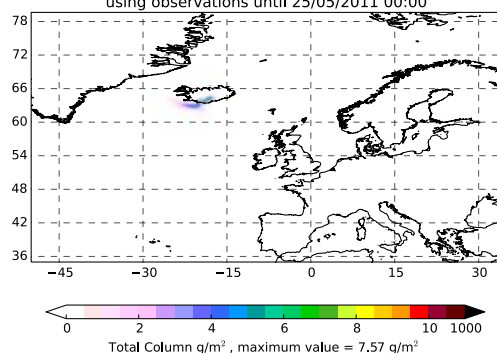 using observations until 25/05/2011 00:00
78
72
66
60
54
48
42
36
−45 −30 −15 0 15 30
0 2 4 6 8 10 1000
Total Column g/m² , maximum value = 7.57 g/m²